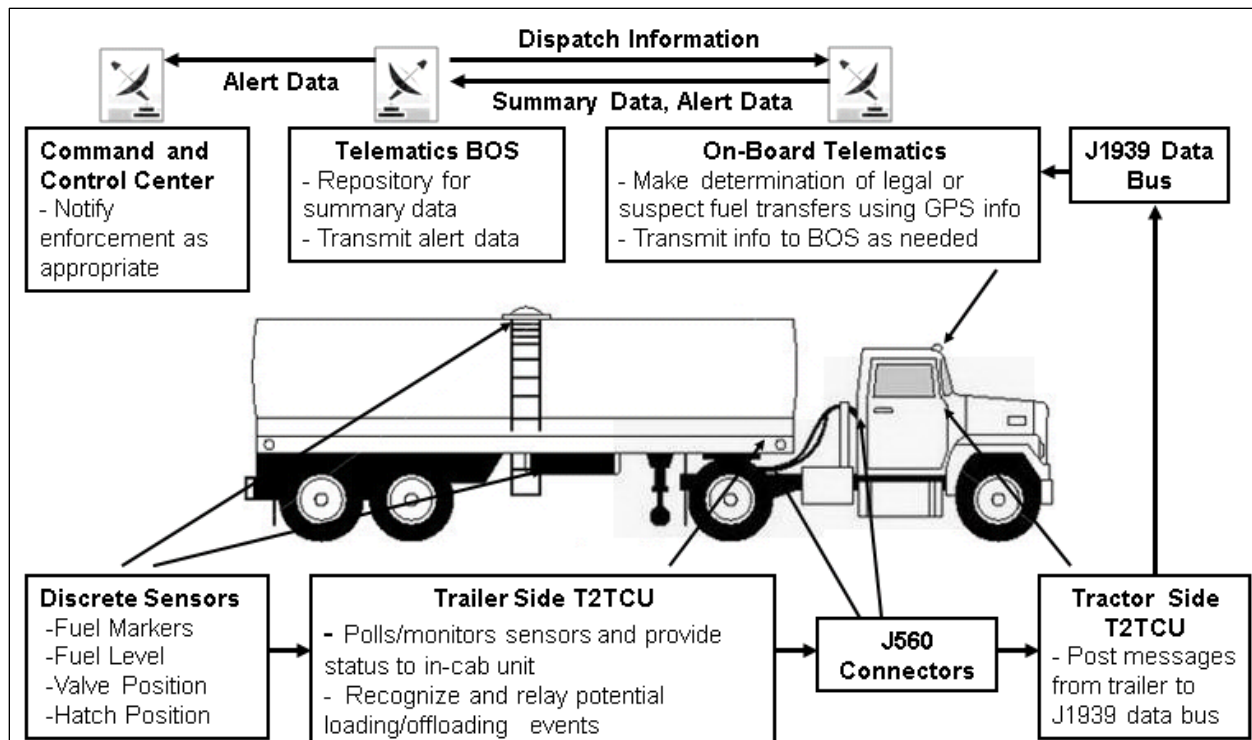 Dispatch Information
Alert Data
Summary Data, Alert Data
Command and
Control Center
- Notify
enforcement as
appropriate
Telematics BOS
- Repository for
summary data
- Transmit alert data
On-Board Telematics
- Make determination of legal or
suspect fuel transfers using GPS info
- Transmit info to BOS as needed
J1939 Data
Bus
Discrete Sensors
-Fuel Markers
-Fuel Level
-Valve Position
-Hatch Position
Trailer Side T2TCU
- Polls/monitors sensors and provide
status to in-cab unit
- Recognize and relay potential
loading/offloading events
J560
Connectors
Tractor Side
T2TCU
- Post messages
from trailer to
J1939 data bus